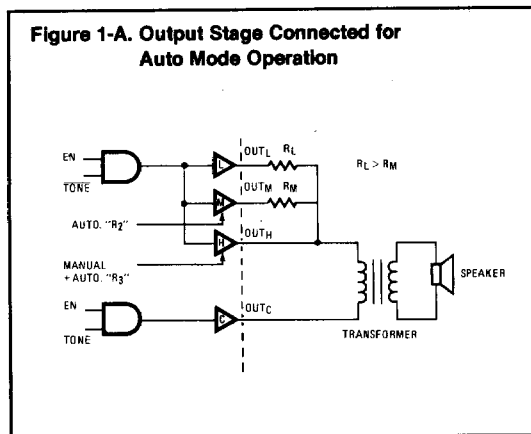 Figure 1-A. Output Stage Connected for
Auto Mode Operation
EN
TONE
AUTO. "R2"
MANUAL
+ AUTO. "R3"
EN
TONE
L
M
H
C
OUTL
RL
OUTM
RM
OUTH
OUTC
RL > RM
SPEAKER
TRANSFORMER